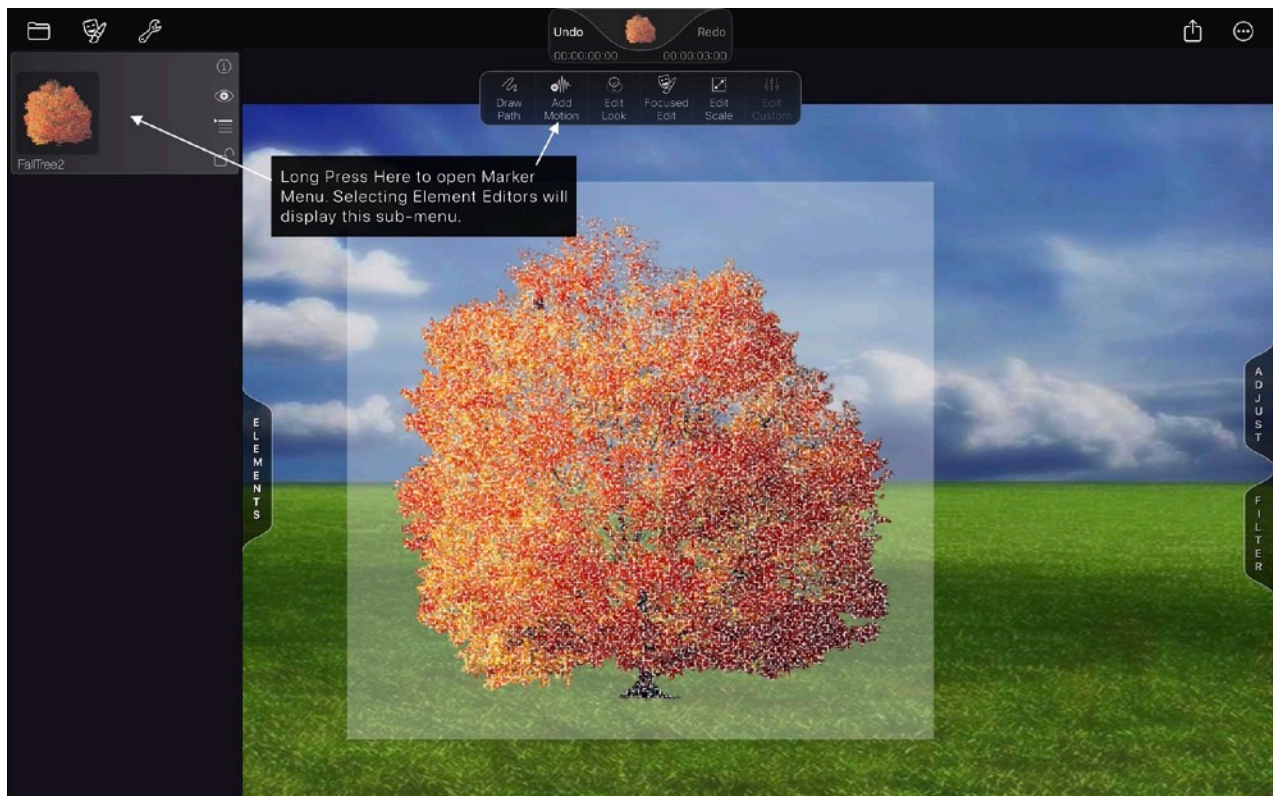 Undo
Redo
00:00:00:00
00:00:03:00
Draw
Path
Add
Motion
Edit
Look
Focused
Edit
Edit
Scale
Edit
Custom
FallTree2
Long Press Here to open Marker
Menu. Selecting Element Editors will
display this sub-menu.
ELEMENTS
ADJUST
FILTER